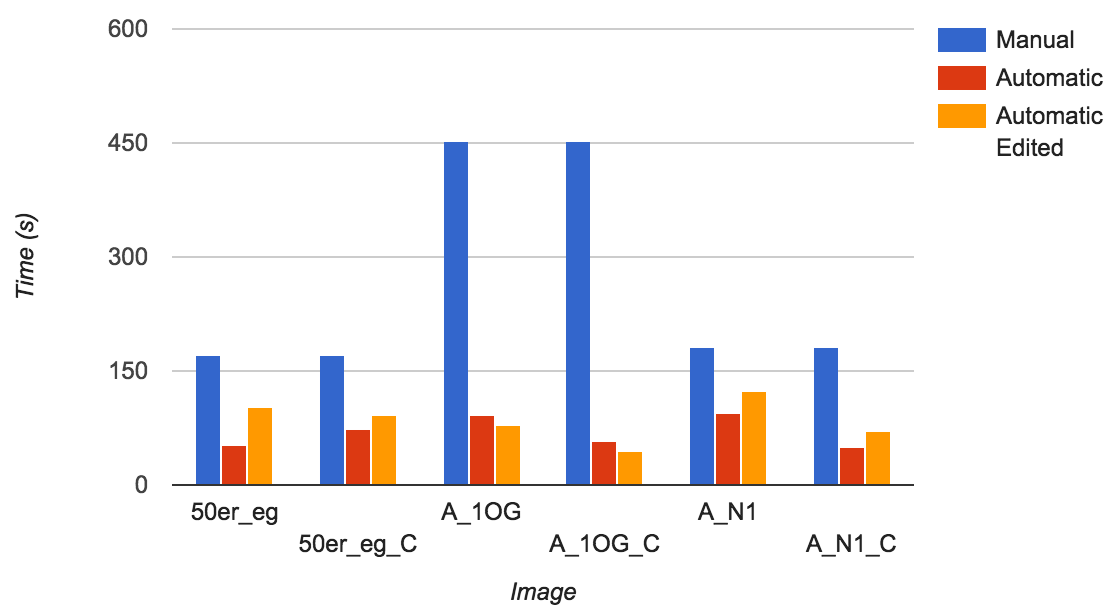 600
450
300
150
0
Time (s)
50er_eg
50er_eg_C
A_1OG
A_1OG_C
A_N1
A_N1_C
Image
Manual
Automatic
Automatic
Edited